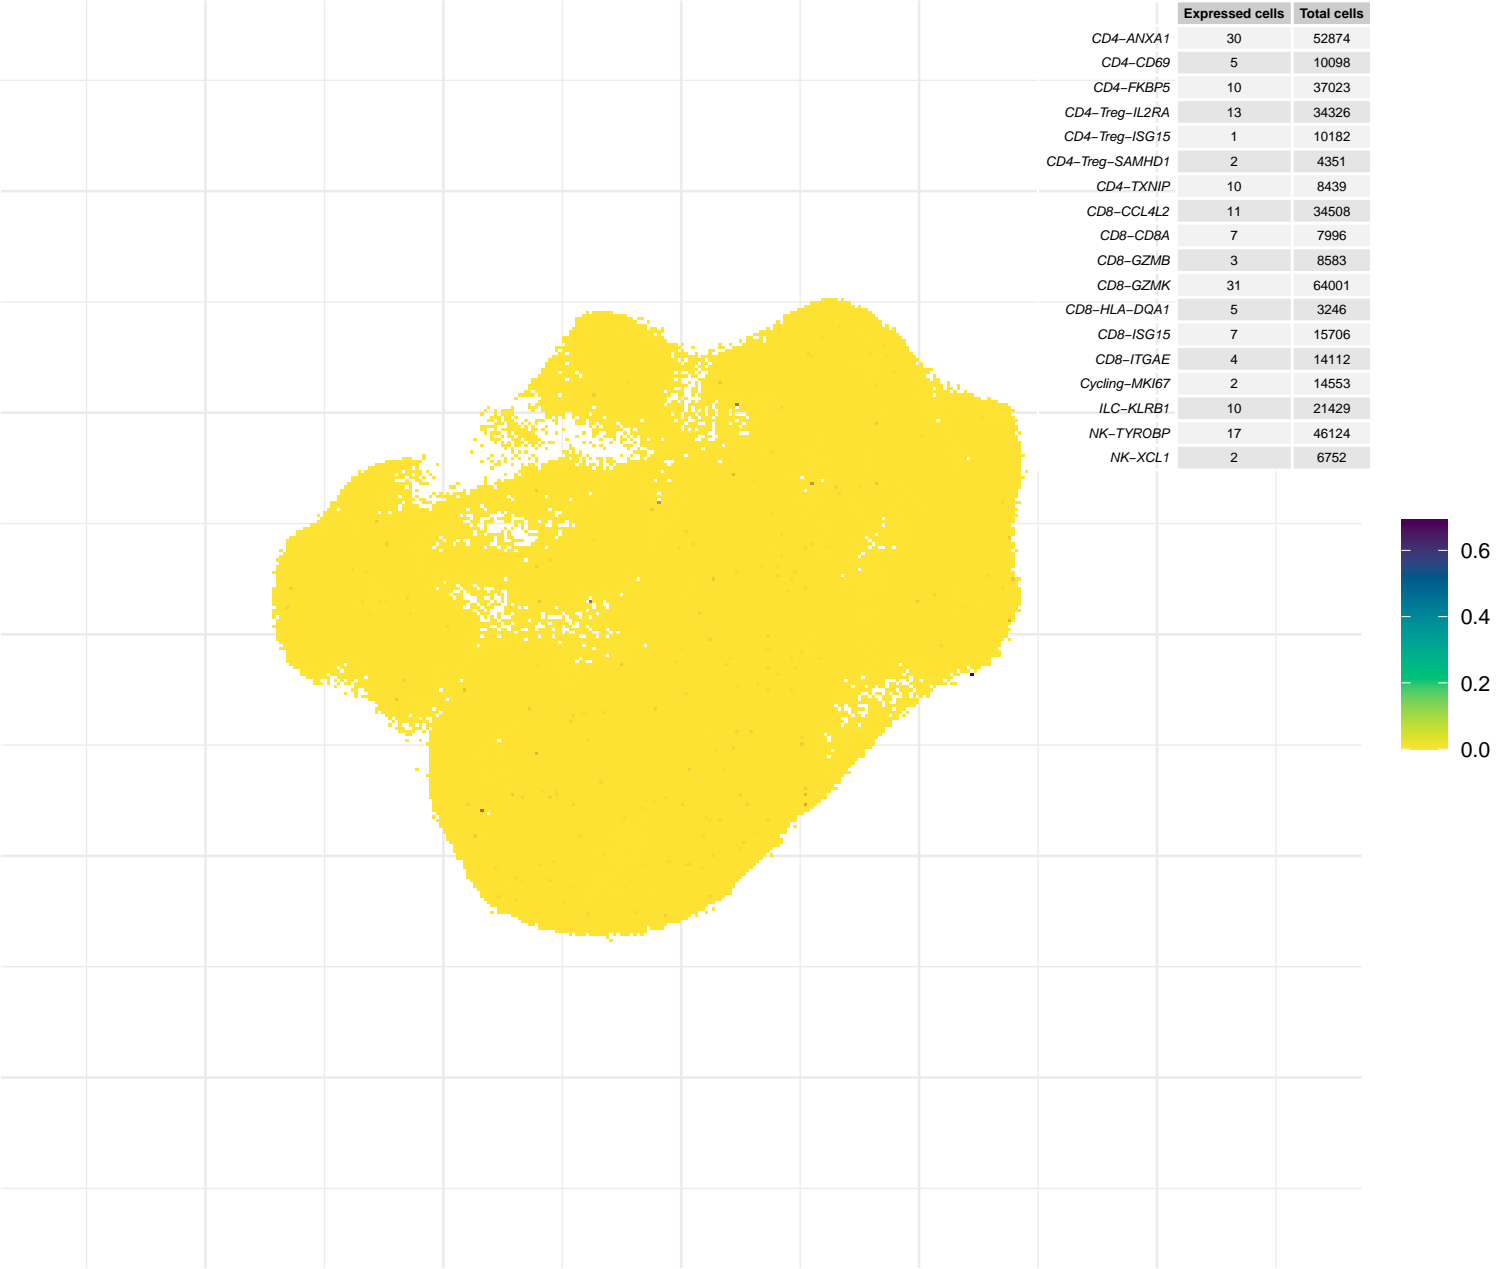 Expressed cells Total cells
CD4−ANXA1 30 52874
CD4−CD69 5 10098
CD4−FKBP5 10 37023
CD4−Treg−IL2RA 13 34326
CD4−Treg−ISG15 1 10182
CD4−Treg−SAMHD1 2 4351
CD4−TXNIP 10 8439
CD8−CCL4L2 11 34508
CD8−CD8A 7 7996
CD8−GZMB 3 8583
CD8−GZMK 31 64001
CD8−HLA−DQA1 5 3246
CD8−ISG15 7 15706
CD8−ITGAE 4 14112
Cycling−MKI67 2 14553
ILC−KLRB1 10 21429
NK−TYROBP 17 46124
NK−XCL1 2 6752
0.6
0.4
0.2
0.0